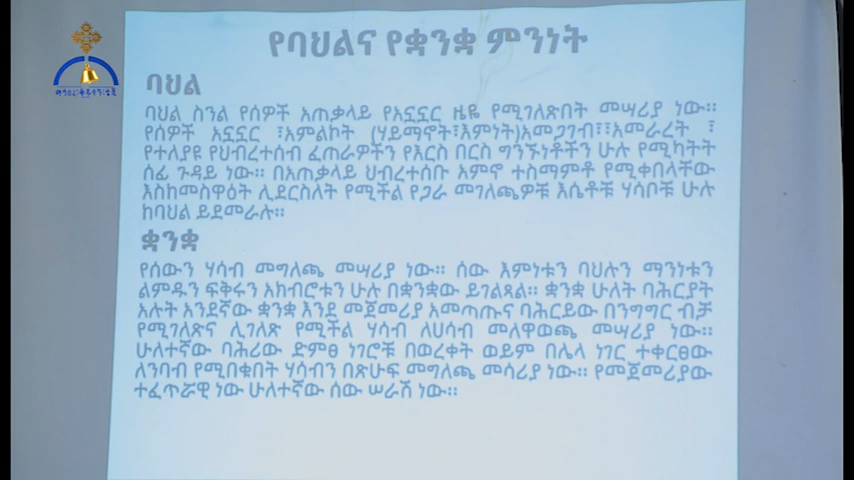 የባህልና የቋንቋ ምንነት
ባህል
ባህል ስንል የሰዎች አጠቃላይ የአኗኗር ዜዬ የሚገለጽበት መሣሪያ ነው።
የሰዎች አኗኗር ፣አምልኮት (ሃይማኖት፣እምነት)አመጋገብ፣፣አመራረት ፣
የተለያዩ የህብረተሰብ ፈጠራዎችን የእርስ በርስ ግንኙነቶችን ሁሉ የሚካትት
ሰፊ ጉዳይ ነው። በአጠቃላይ ህብረተሰቡ አምኖ ተስማምቶ የሚቀበላቸው
እስከመስዋዕት ሊደርስለት የሚችል የጋራ መገለጫዎቹ እሴቶቹ ሃሳቦቹ ሁሉ
ከባህል ይደመራሉ።
ቋንቋ
የሰውን ሃሳብ መግለጫ መሣሪያ ነው። ሰው እምነቱን ባህሉን ማንነቱን
ልምዱን ፍቅሩን አክብሮቱን ሁሉ በቋንቋው ይገልጻል። ቋንቋ ሁለት ባሕርያት
አሉት አንደኛው ቋንቋ እንደ መጀመሪያ አመጣጡና ባሕርይው በንግግር ብቻ
የሚገለጽና ሊገለጽ የሚችል ሃሳብ ለሀሳብ መለዋወጫ መሣሪያ ነው።
ሁለተኛው ባሕሪው ድምፀ ነገሮቹ በወረቀት ወይም በሌላ ነገር ተቀርፀው
ለንባብ የሚበቁበት ሃሳብን በጽሁፍ መግለጫ መሳሪያ ነው። የመጀመሪያው
ተፈጥሯዊ ነው ሁለተኛው ሰው ሠራሽ ነው።